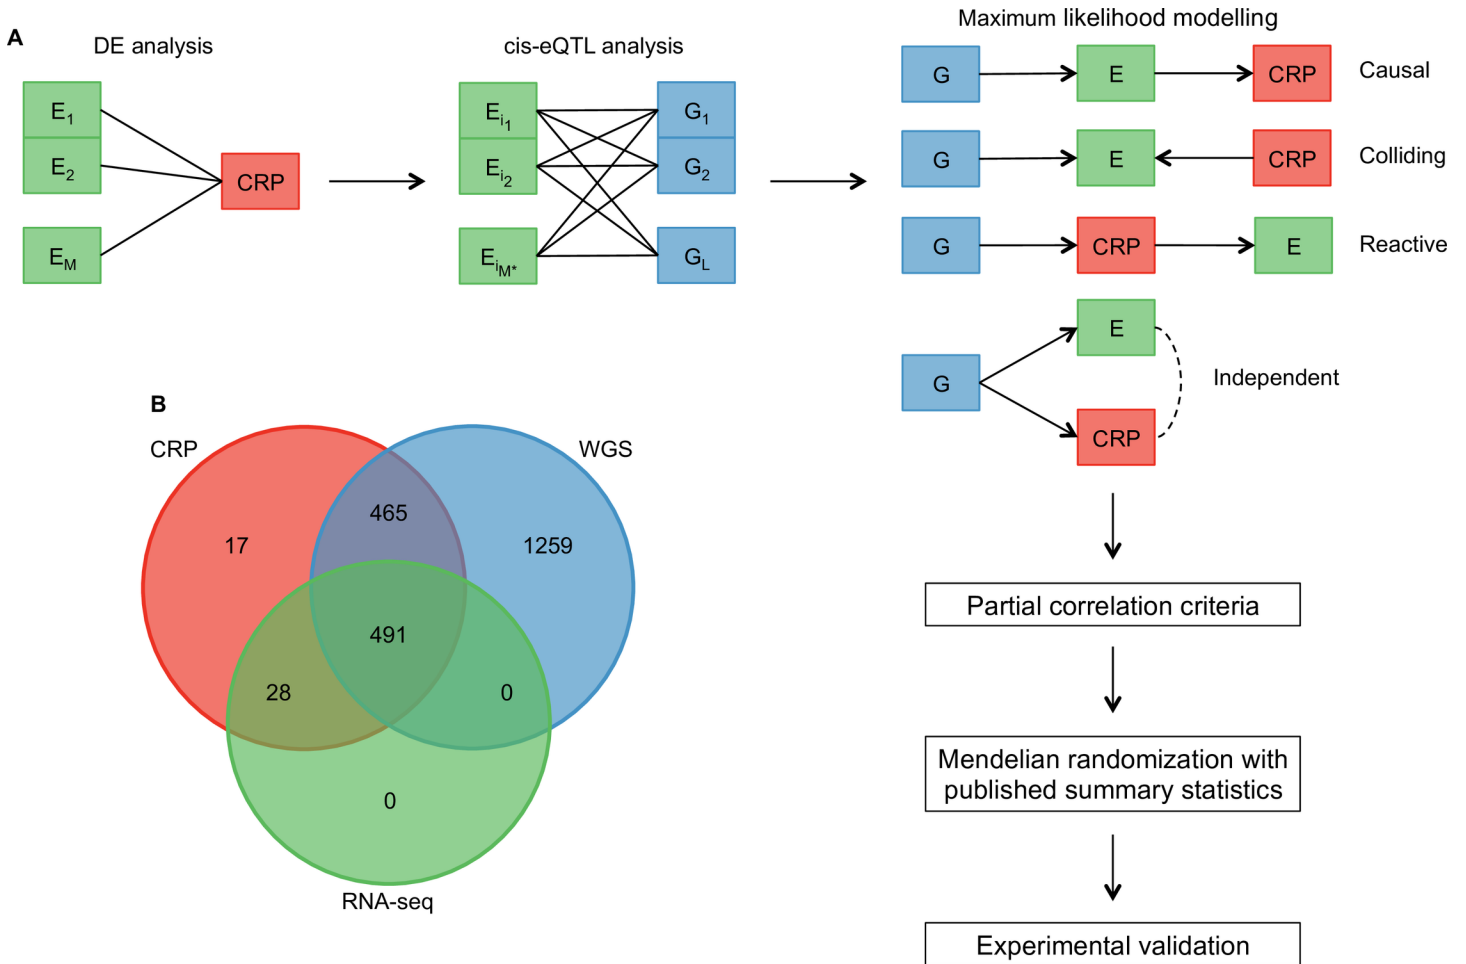 A
DE analysis
E1
E2
EM
CRP
cis-eQTL analysis
Ei1
Ei2
EiM*
G1
G2
GL
Maximum likelihood modelling
G E CRP Causal
G E CRP Colliding
G CRP E Reactive
G E CRP Independent
Partial correlation criteria
Mendelian randomization with
published summary statistics
Experimental validation
B
CRP
WGS
RNA-seq
465
17
1259
491
28
0
0